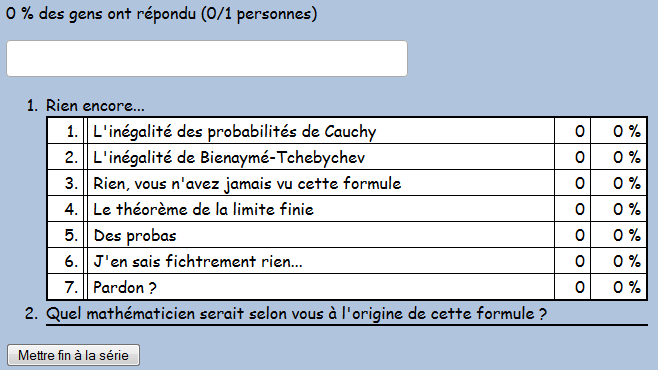 0 % des gens ont répondu (0/1 personnes)
1. Rien encore...
1. L'inégalité des probabilités de Cauchy 0 0 %
2. L'inégalité de Bienaymé-Tchebychev 0 0 %
3. Rien, vous n'avez jamais vu cette formule 0 0 %
4. Le théorème de la limite finie 0 0 %
5. Des probas 0 0 %
6. J'en sais fichtrement rien... 0 0 %
7. Pardon ? 0 0 %
2. Quel mathématicien serait selon vous à l'origine de cette formule ?
Mettre fin à la série